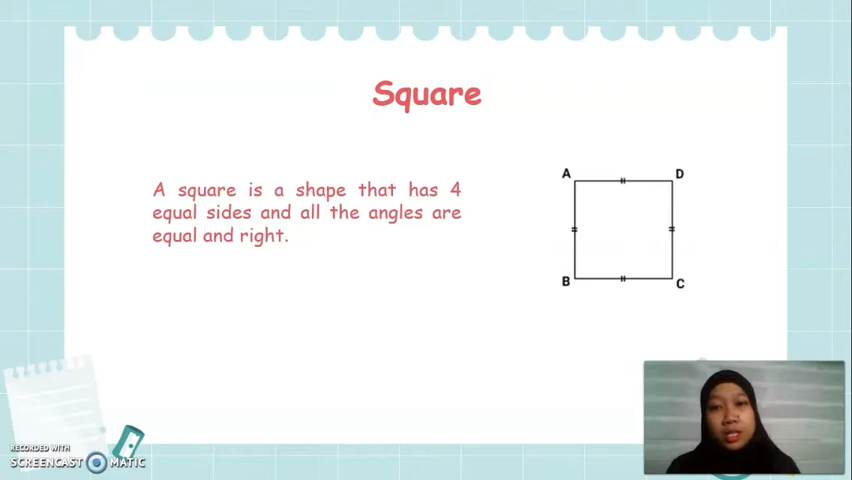 Square
A square is a shape that has 4
equal sides and all the angles are
equal and right.
A
D
B
C
RECORDED WITH
SCREENCAST MATIC